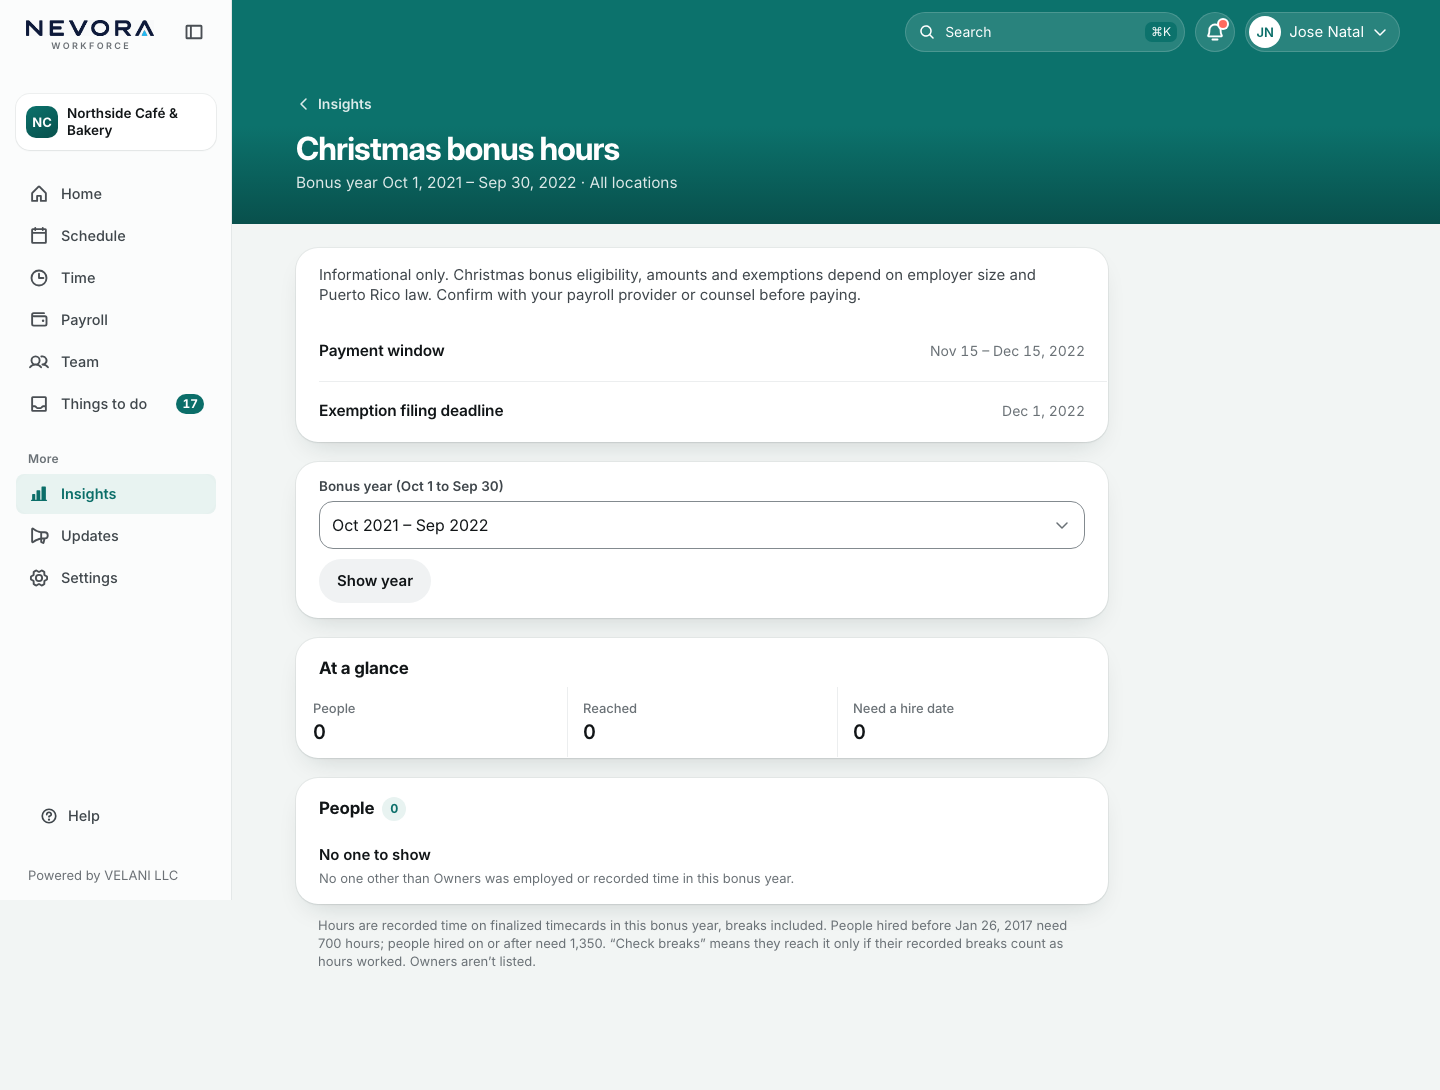 NEVORA
WORKFORCE
Search
⌘K
JN
Jose Natal
NC
Northside Café &
Bakery
Home
Schedule
Time
Payroll
Team
Things to do
17
More
Insights
Updates
Settings
Help
Powered by VELANI LLC
Insights
Christmas bonus hours
Bonus year Oct 1, 2021 – Sep 30, 2022 · All locations
Informational only. Christmas bonus eligibility, amounts and exemptions depend on employer size and
Puerto Rico law. Confirm with your payroll provider or counsel before paying.
Payment window
Nov 15 – Dec 15, 2022
Exemption filing deadline
Dec 1, 2022
Bonus year (Oct 1 to Sep 30)
Oct 2021 – Sep 2022
Show year
At a glance
People
0
Reached
0
Need a hire date
0
People
0
No one to show
No one other than Owners was employed or recorded time in this bonus year.
Hours are recorded time on finalized timecards in this bonus year, breaks included. People hired before Jan 26, 2017 need
700 hours; people hired on or after need 1,350. “Check breaks” means they reach it only if their recorded breaks count as
hours worked. Owners aren’t listed.